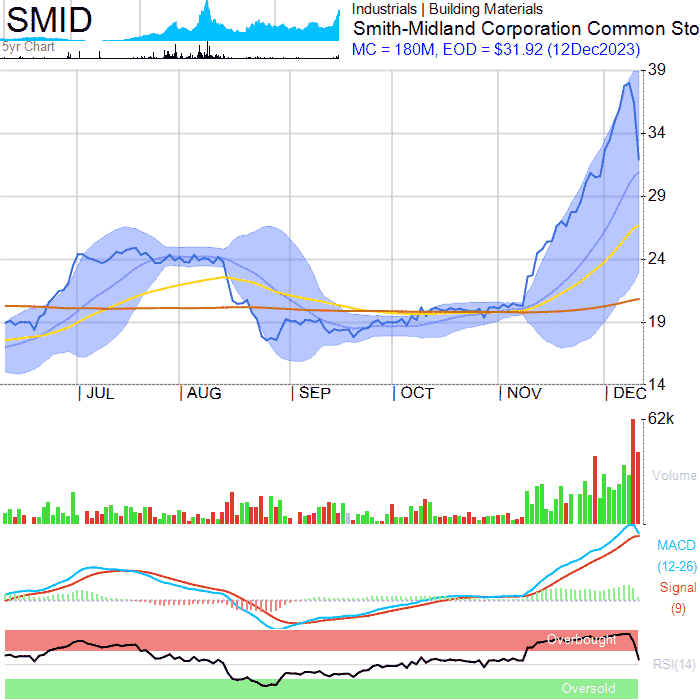 SMID
5yr Chart
Industrials | Building Materials
Smith-Midland Corporation Common Sto
MC = 180M, EOD = $31.92 (12Dec2023)
39
34
29
24
19
14
JUL AUG SEP OCT NOV DEC
62k
Volume
MACD
(12-26)
Signal
(9)
Overbought
RSI(14)
Oversold